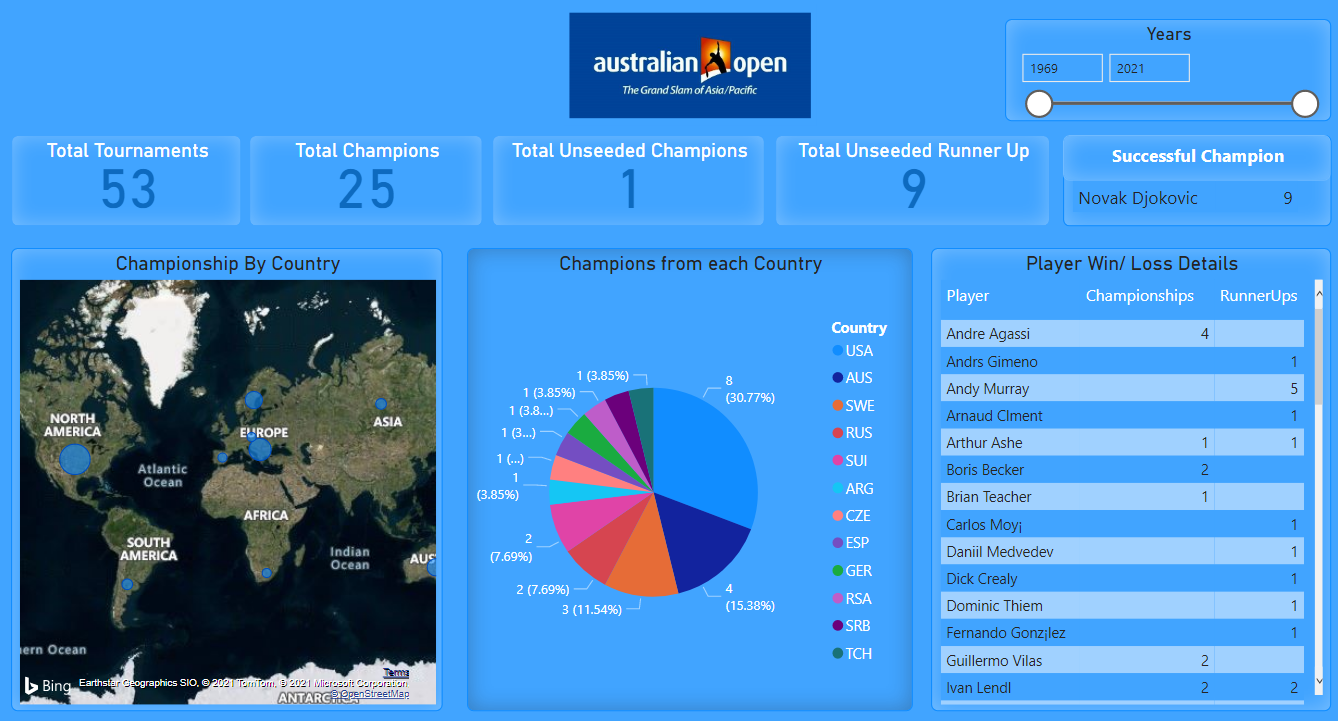 australian open
The Grand Slam of Asia/Pacific
Years
1969 2021
Total Tournaments
53
Total Champions
25
Total Unseeded Champions
1
Total Unseeded Runner Up
9
Successful Champion
Novak Djokovic 9
Championship By Country
NORTH
AMERICA
EUROPE
ASIA
Atlantic
Ocean
AFRICA
SOUTH
AMERICA
Indian
Ocean
AUS
ern Ocean
ANTARCTICA
Bing
Terms
Earthstar Geographics SIO, © 2021 TomTom, © 2021 Microsoft Corporation
© OpenStreetMap
Champions from each Country
1 (3.85%)
1 (3.85%)
1 (3.8...)
1 (3...)
1 (...)
1
(3.85%)
2
(7.69%)
2 (7.69%)
3 (11.54%)
4
(15.38%)
8
(30.77%)
Country
USA
AUS
SWE
RUS
SUI
ARG
CZE
ESP
GER
RSA
SRB
TCH
Player Win/ Loss Details
Player Championships RunnerUps
Andre Agassi 4
Andrs Gimeno 1
Andy Murray 5
Arnaud Clment 1
Arthur Ashe 1 1
Boris Becker 2
Brian Teacher 1
Carlos Moy¡ 1
Daniil Medvedev 1
Dick Crealy 1
Dominic Thiem 1
Fernando Gonz¡lez 1
Guillermo Vilas 2
Ivan Lendl 2 2